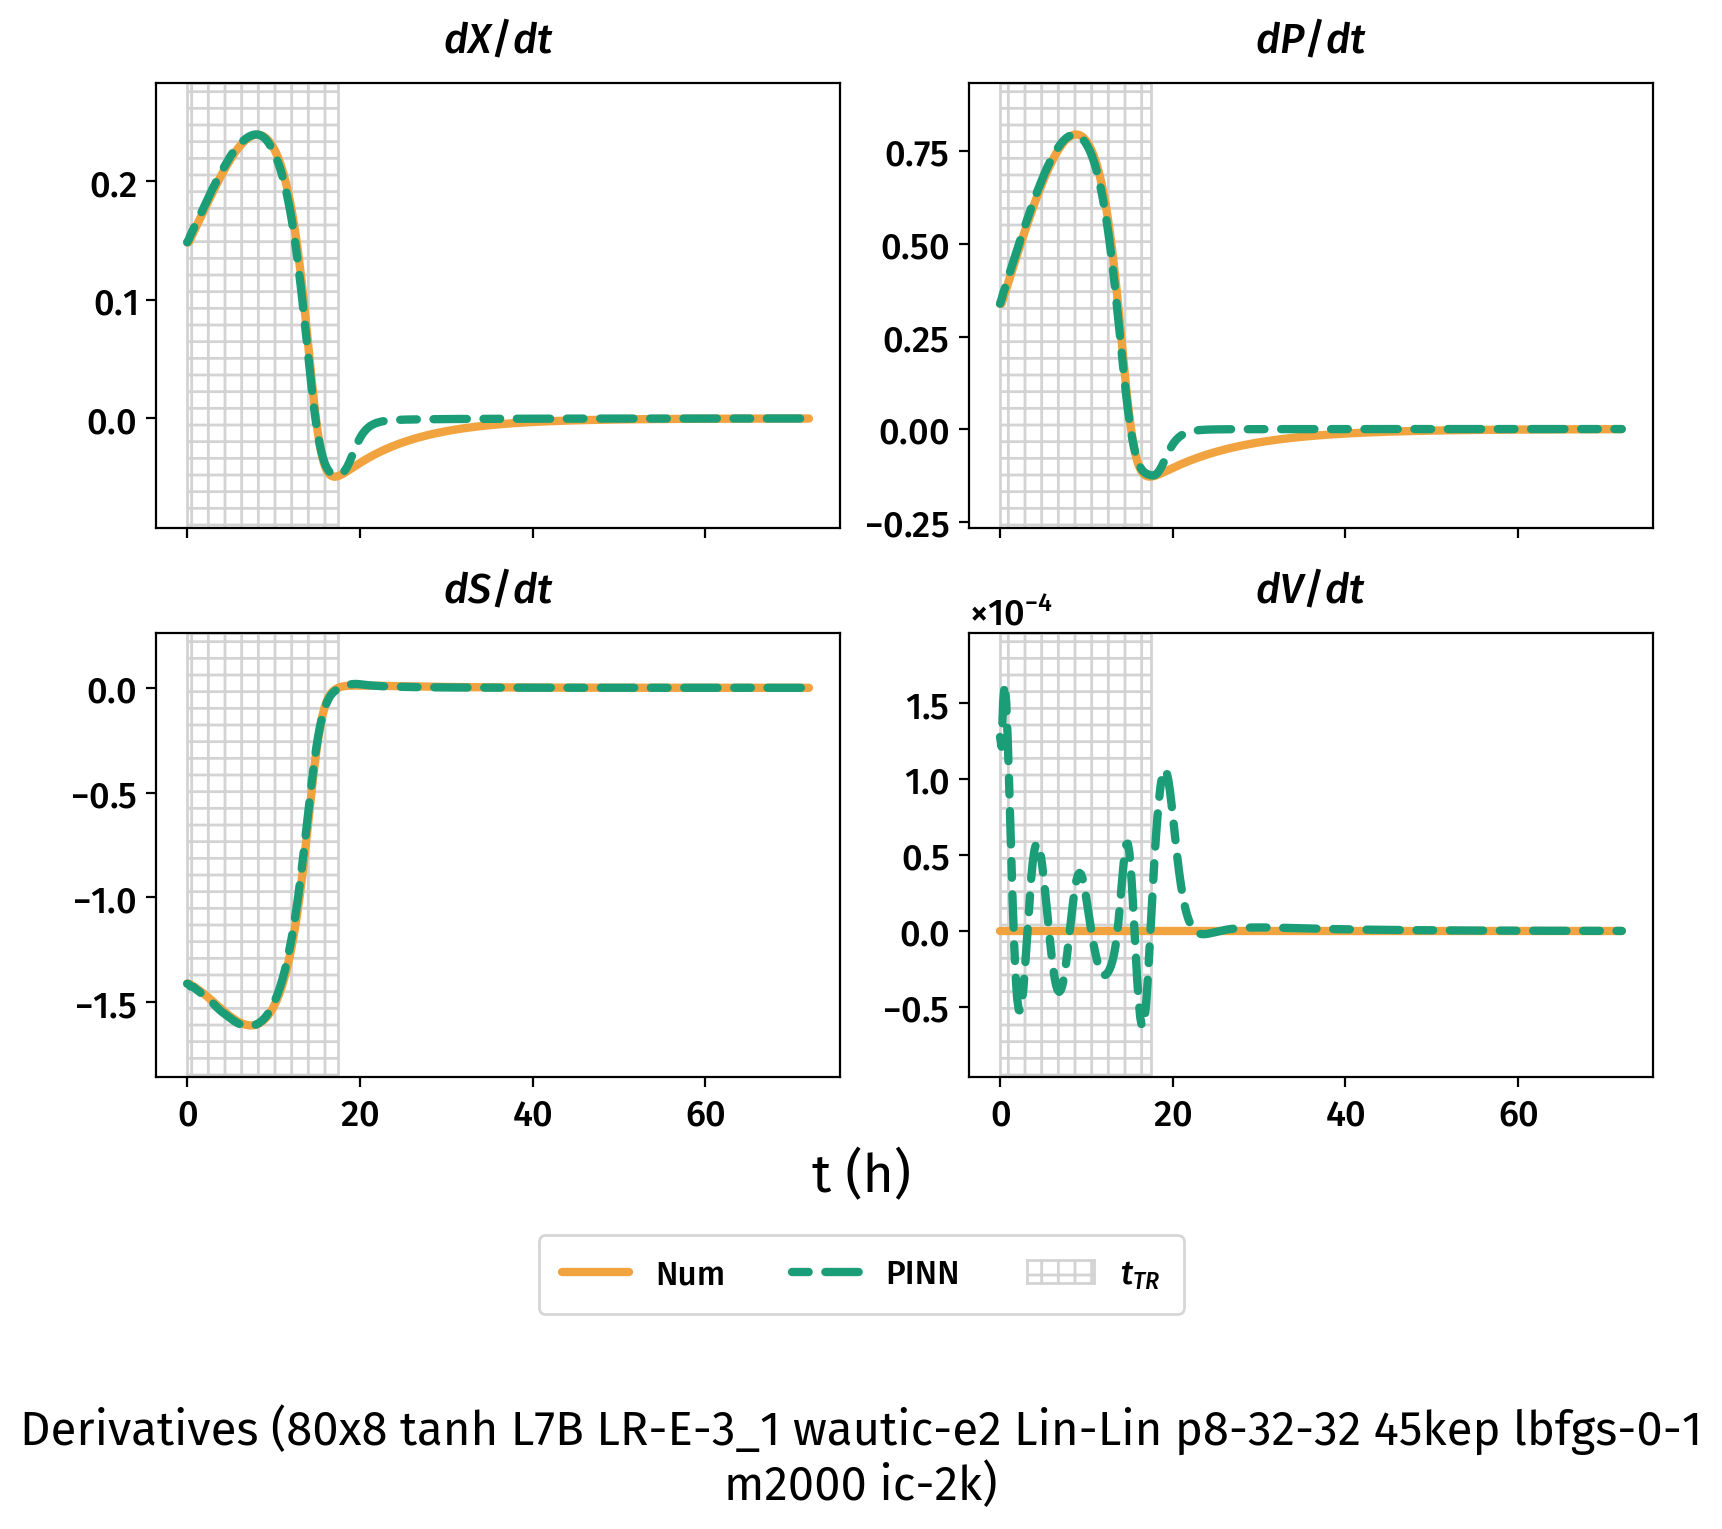 dX/dt
dP/dt
0.2
0.1
0.0
0.75
0.50
0.25
0.00
−0.25
dS/dt
dV/dt
×10⁻⁴
0.0
−0.5
−1.0
−1.5
1.5
1.0
0.5
0.0
−0.5
0 20 40 60
0 20 40 60
t (h)
Num PINN t_TR
Derivatives (80x8 tanh L7B LR-E-3_1 wautic-e2 Lin-Lin p8-32-32 45kep lbfgs-0-1
m2000 ic-2k)